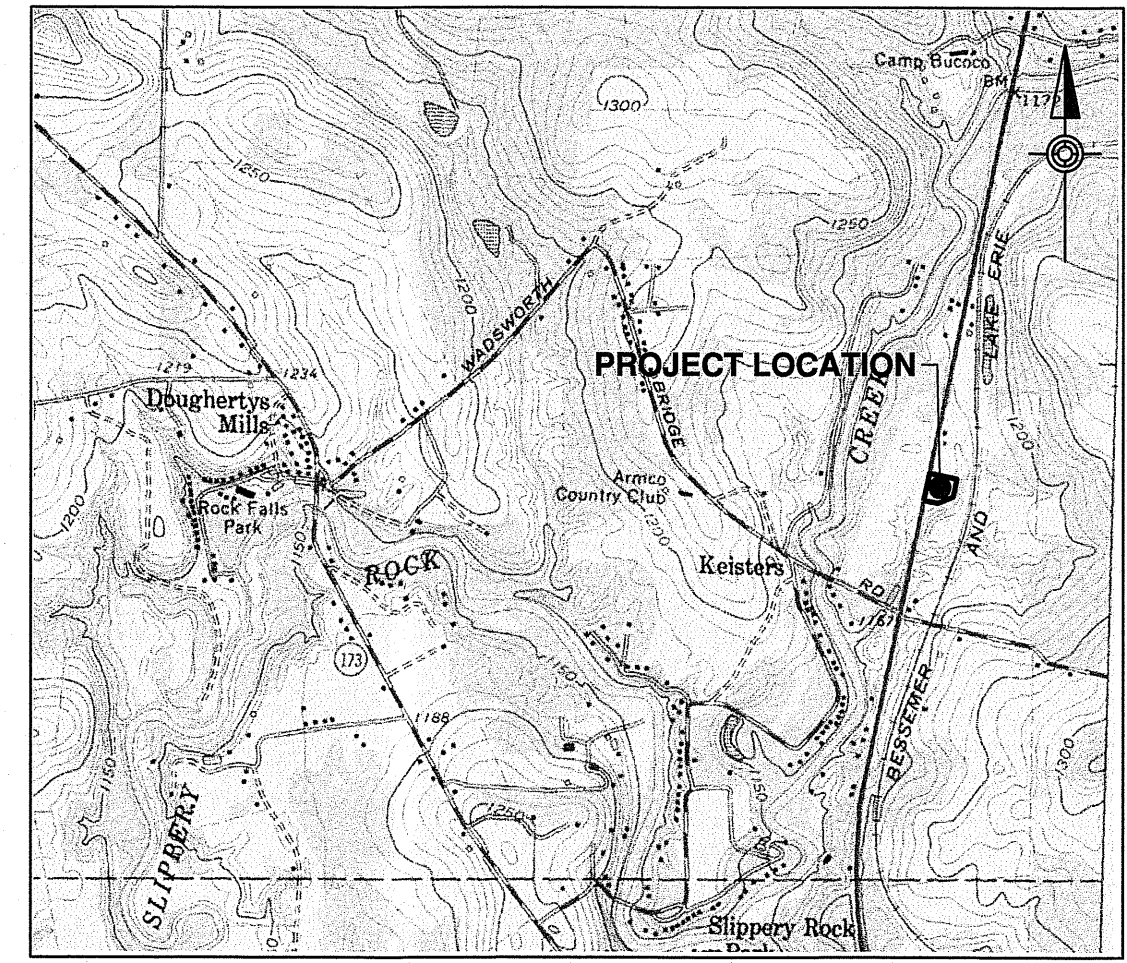 Camp Bucoco
BM
1300
1250
1250
LAKE ERIE
1200
WADSWORTH
PROJECT LOCATION
1219
1234
BRIDGE
CREEK
1200
Doughertys
Mills
Armco
Country Club
1200
Rock Falls
Park
1150
AND
ROCK
Keisters
RD
1167
173
1150
BESSEMER
1188
1150
1150
1300
1250
SLIPPERY
Slippery Rock